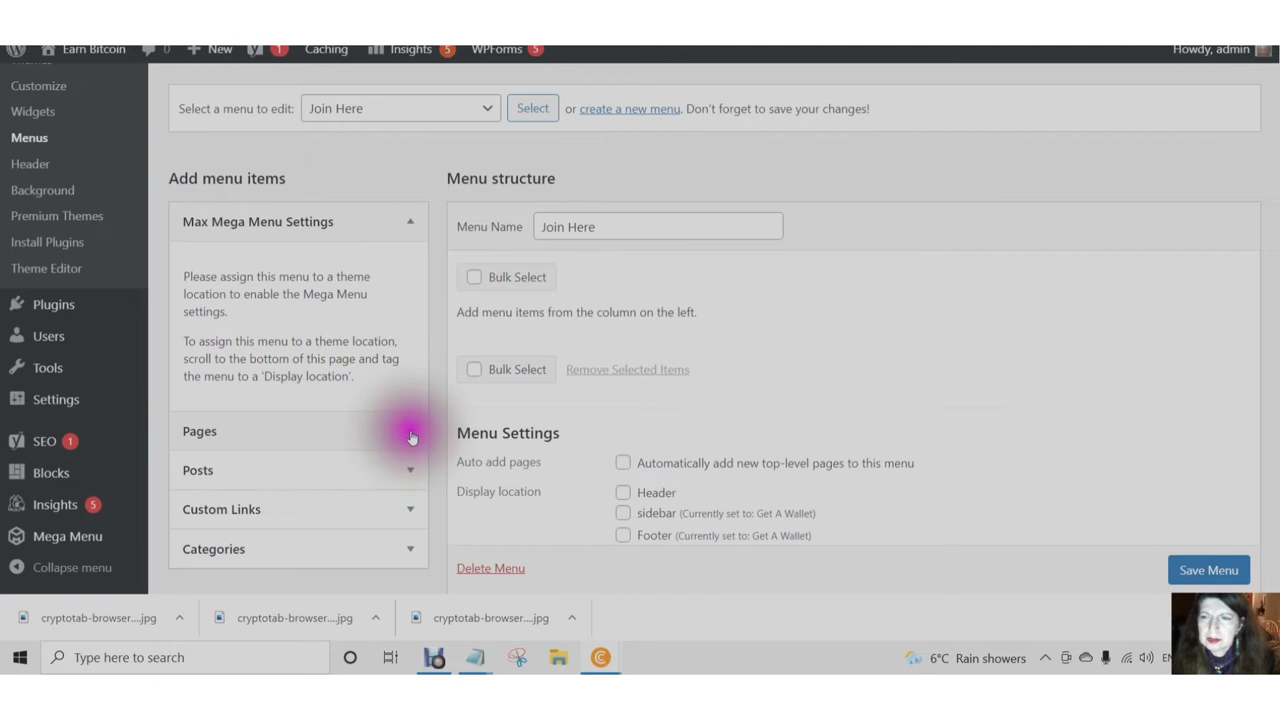 Earn Bitcoin 0 New 1 Caching Insights 5 WPForms 5 Howdy, admin
Customize
Widgets
Menus
Header
Background
Premium Themes
Install Plugins
Theme Editor
Plugins
Users
Tools
Settings
SEO 1
Blocks
Insights 5
Mega Menu
Collapse menu
Select a menu to edit: Join Here Select or create a new menu. Don't forget to save your changes!
Add menu items
Max Mega Menu Settings
Please assign this menu to a theme
location to enable the Mega Menu
settings.
To assign this menu to a theme location,
scroll to the bottom of this page and tag
the menu to a 'Display location'.
Pages
Posts
Custom Links
Categories
Menu structure
Menu Name Join Here
Bulk Select
Add menu items from the column on the left.
Bulk Select Remove Selected Items
Menu Settings
Auto add pages Automatically add new top-level pages to this menu
Display location Header
sidebar (Currently set to: Get A Wallet)
Footer (Currently set to: Get A Wallet)
Delete Menu Save Menu
cryptotab-browser....jpg cryptotab-browser....jpg cryptotab-browser....jpg
Type here to search 6°C Rain showers